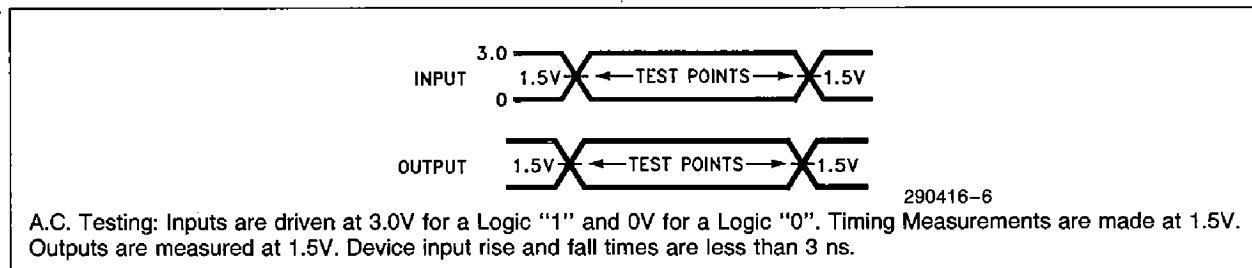 3.0
INPUT 1.5V TEST POINTS 1.5V
0
OUTPUT 1.5V TEST POINTS 1.5V
290416-6
A.C. Testing: Inputs are driven at 3.0V for a Logic "1" and 0V for a Logic "0". Timing Measurements are made at 1.5V.
Outputs are measured at 1.5V. Device input rise and fall times are less than 3 ns.